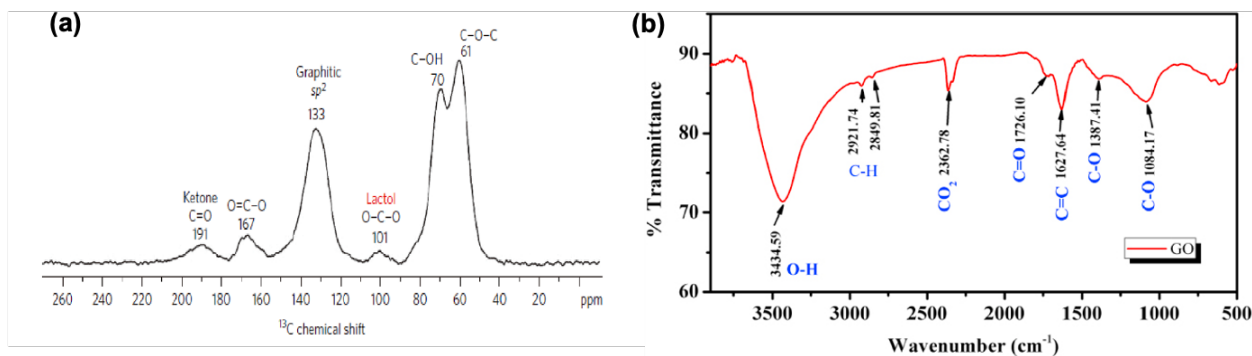 (a)
C-O-C
61
C-OH
70
Graphitic
sp²
133
Ketone
C=O
191
O=C-O
167
Lactol
O-C-O
101
260 240 220 200 180 160 140 120 100 80 60 40 20 ppm
¹³C chemical shift
(b)
% Transmittance
90
80
70
60
3434.59
O-H
2921.74
2849.81
C-H
2362.78
CO₂
1726.10
C=O
1627.64
C=C
1387.41
C-O
1084.17
C-O
GO
3500 3000 2500 2000 1500 1000 500
Wavenumber (cm⁻¹)